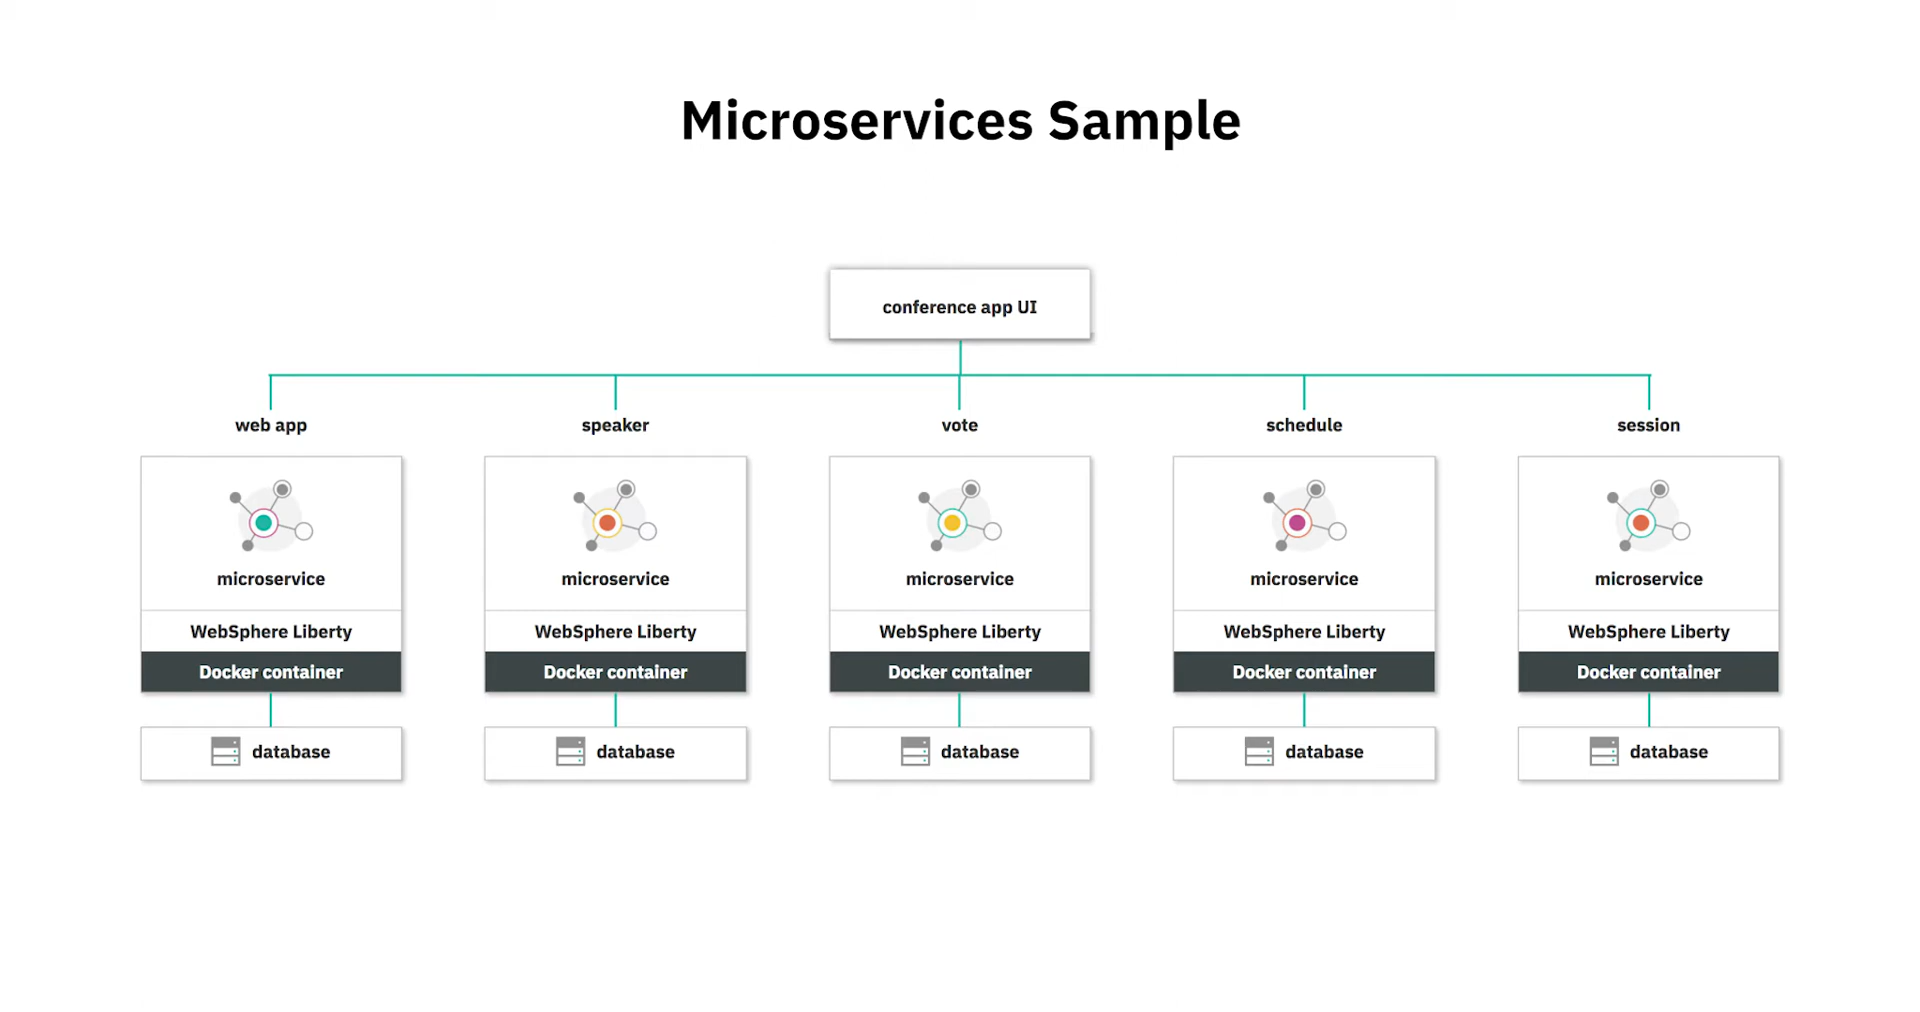 Microservices Sample
conference app UI
web app
speaker
vote
schedule
session
microservice
microservice
microservice
microservice
microservice
WebSphere Liberty
WebSphere Liberty
WebSphere Liberty
WebSphere Liberty
WebSphere Liberty
Docker container
Docker container
Docker container
Docker container
Docker container
database
database
database
database
database